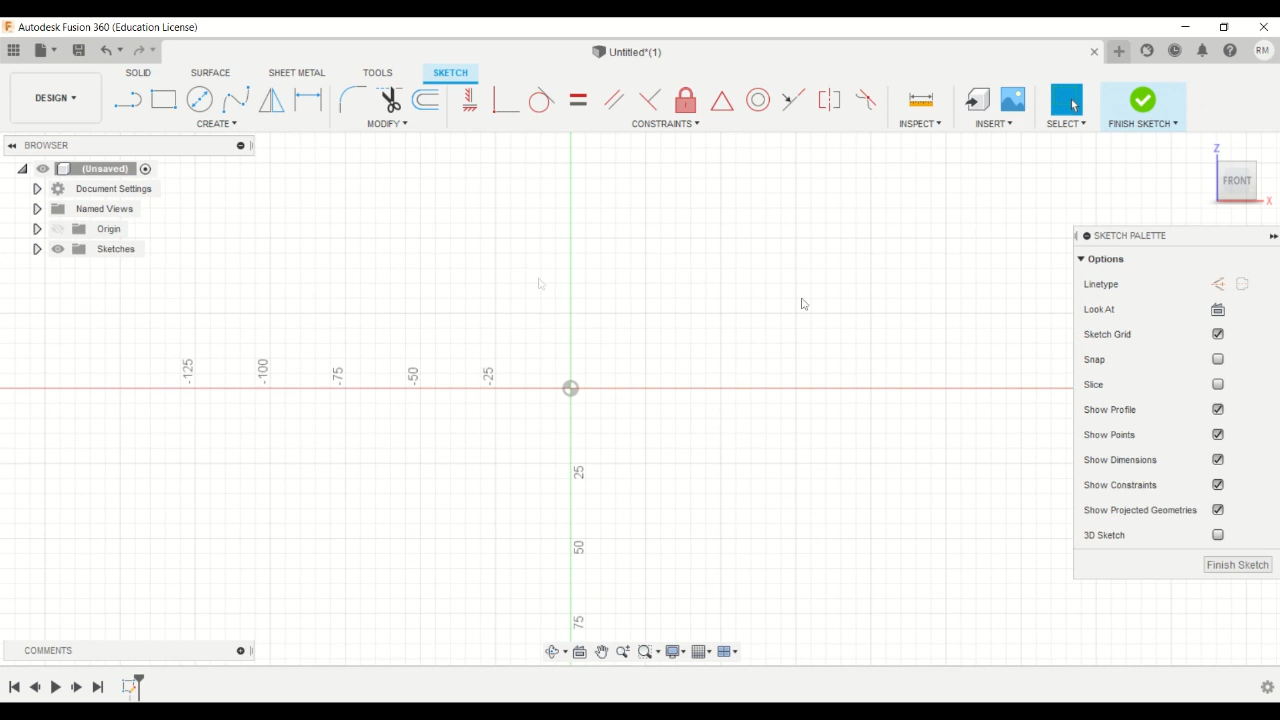 Autodesk Fusion 360 (Education License)
Untitled*(1)
RM
SOLID SURFACE SHEET METAL TOOLS SKETCH
DESIGN
CREATE MODIFY CONSTRAINTS INSPECT INSERT SELECT FINISH SKETCH
BROWSER
(Unsaved)
Document Settings
Named Views
Origin
Sketches
Z
FRONT
X
SKETCH PALETTE
Options
Linetype
Look At
Sketch Grid
Snap
Slice
Show Profile
Show Points
Show Dimensions
Show Constraints
Show Projected Geometries
3D Sketch
Finish Sketch
-125 -100 -75 -50 -25
25
50
75
COMMENTS